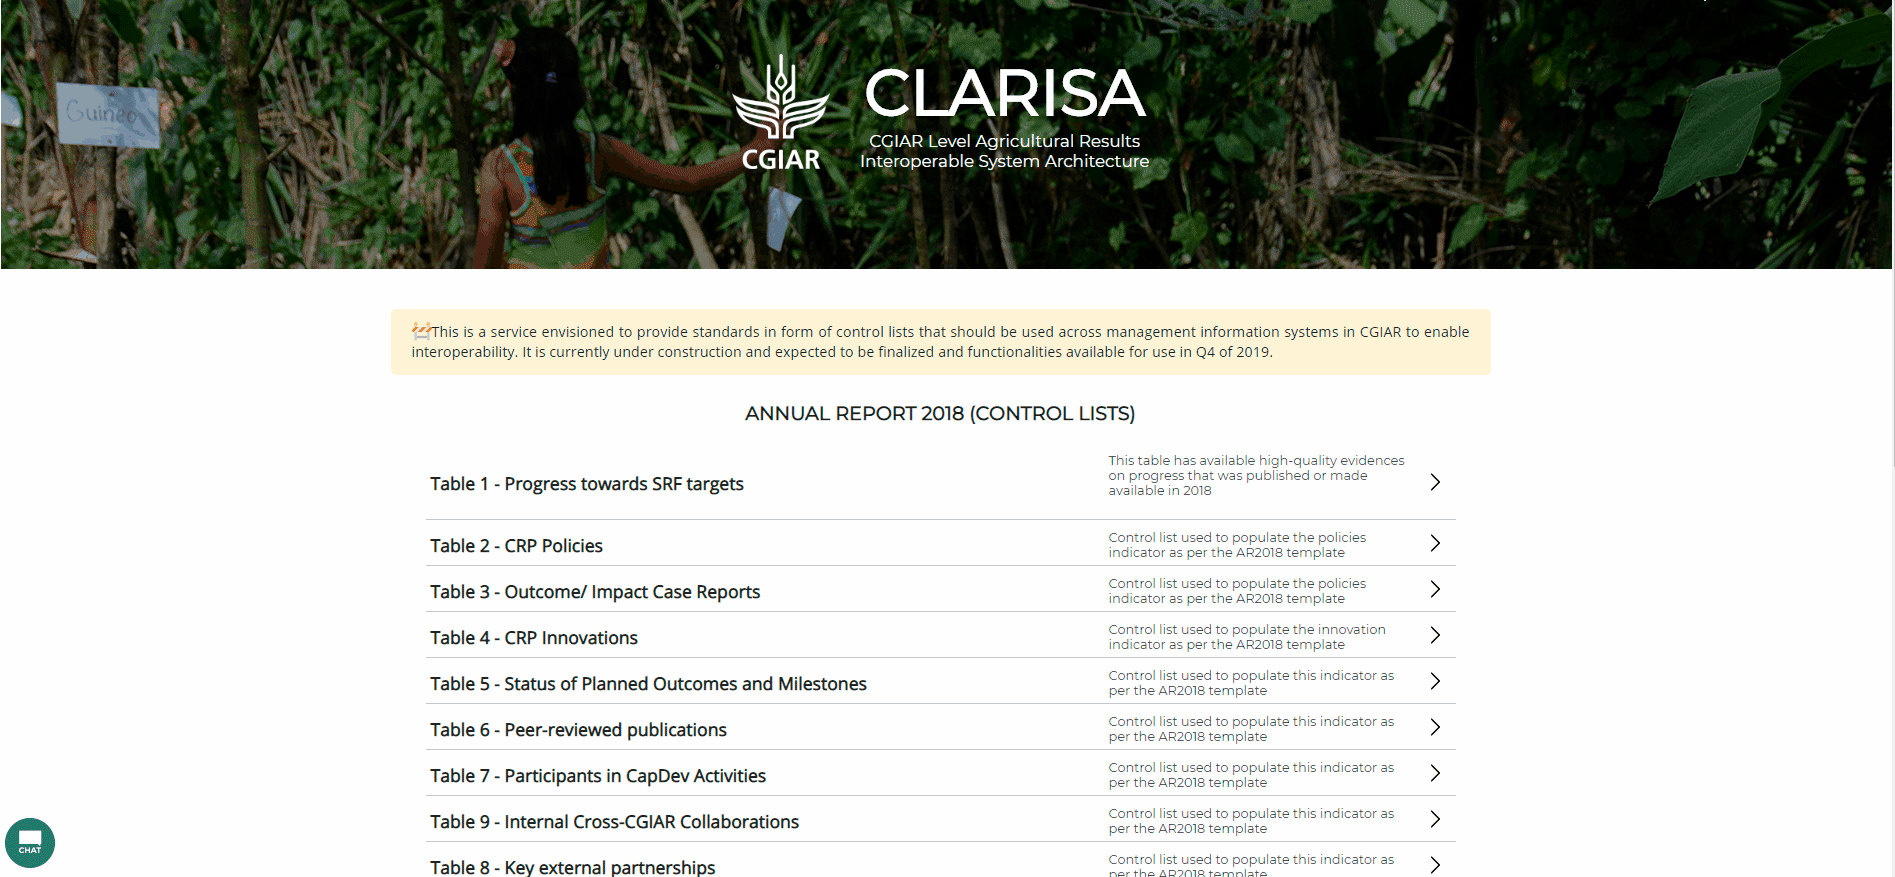 Guineo
CGIAR
CLARISA
CGIAR Level Agricultural Results
Interoperable System Architecture
This is a service envisioned to provide standards in form of control lists that should be used across management information systems in CGIAR to enable
interoperability. It is currently under construction and expected to be finalized and functionalities available for use in Q4 of 2019.
ANNUAL REPORT 2018 (CONTROL LISTS)
Table 1 - Progress towards SRF targets
This table has available high-quality evidences
on progress that was published or made
available in 2018
Table 2 - CRP Policies
Control list used to populate the policies
indicator as per the AR2018 template
Table 3 - Outcome/ Impact Case Reports
Control list used to populate the policies
indicator as per the AR2018 template
Table 4 - CRP Innovations
Control list used to populate the innovation
indicator as per the AR2018 template
Table 5 - Status of Planned Outcomes and Milestones
Control list used to populate this indicator as
per the AR2018 template
Table 6 - Peer-reviewed publications
Control list used to populate this indicator as
per the AR2018 template
Table 7 - Participants in CapDev Activities
Control list used to populate this indicator as
per the AR2018 template
Table 9 - Internal Cross-CGIAR Collaborations
Control list used to populate this indicator as
per the AR2018 template
Table 8 - Key external partnerships
Control list used to populate this indicator as
per the AR2018 template
CHAT